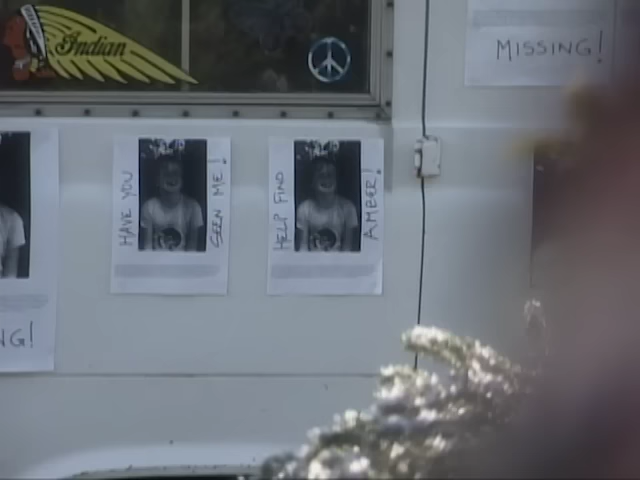 Indian
MISSING!
HAVE YOU
SEEN ME!
HELP FIND
AMBER!
NG!